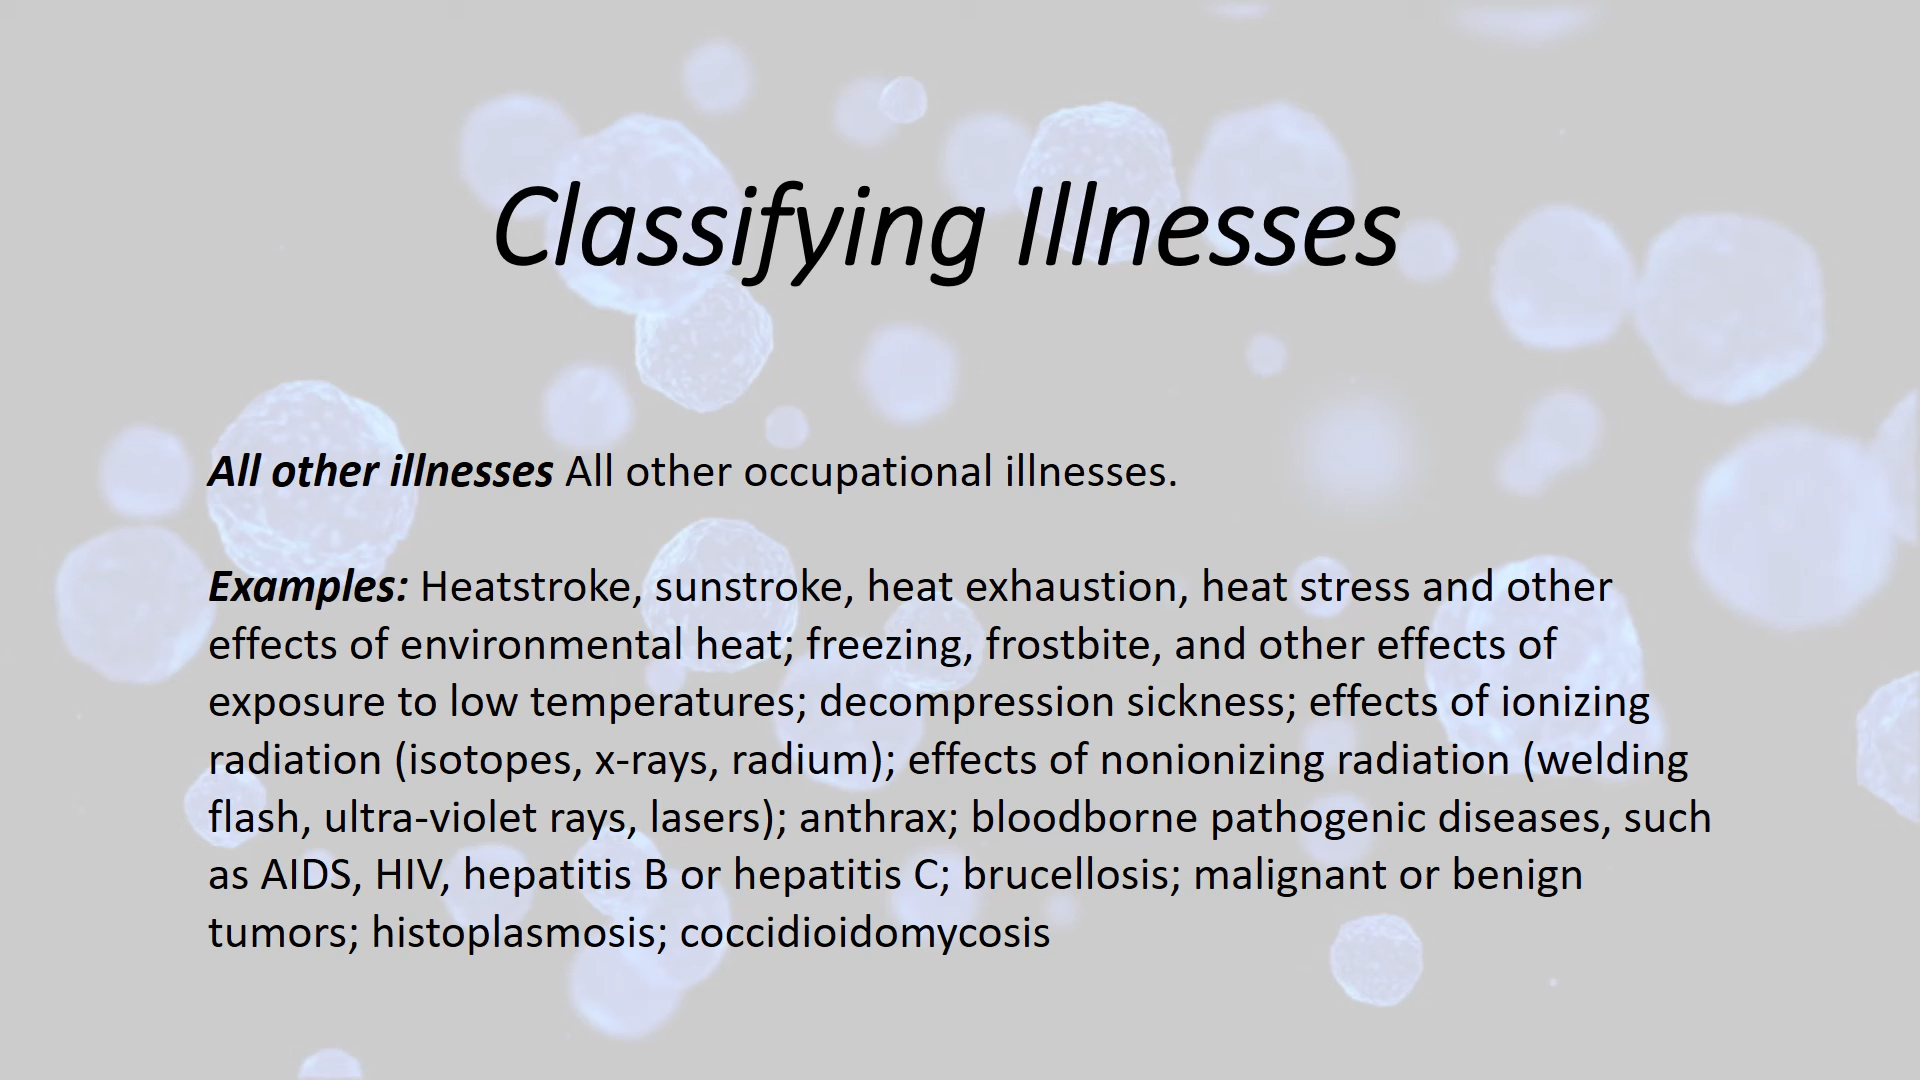 Classifying Illnesses
All other illnesses All other occupational illnesses.
Examples: Heatstroke, sunstroke, heat exhaustion, heat stress and other
effects of environmental heat; freezing, frostbite, and other effects of
exposure to low temperatures; decompression sickness; effects of ionizing
radiation (isotopes, x-rays, radium); effects of nonionizing radiation (welding
flash, ultra-violet rays, lasers); anthrax; bloodborne pathogenic diseases, such
as AIDS, HIV, hepatitis B or hepatitis C; brucellosis; malignant or benign
tumors; histoplasmosis; coccidioidomycosis